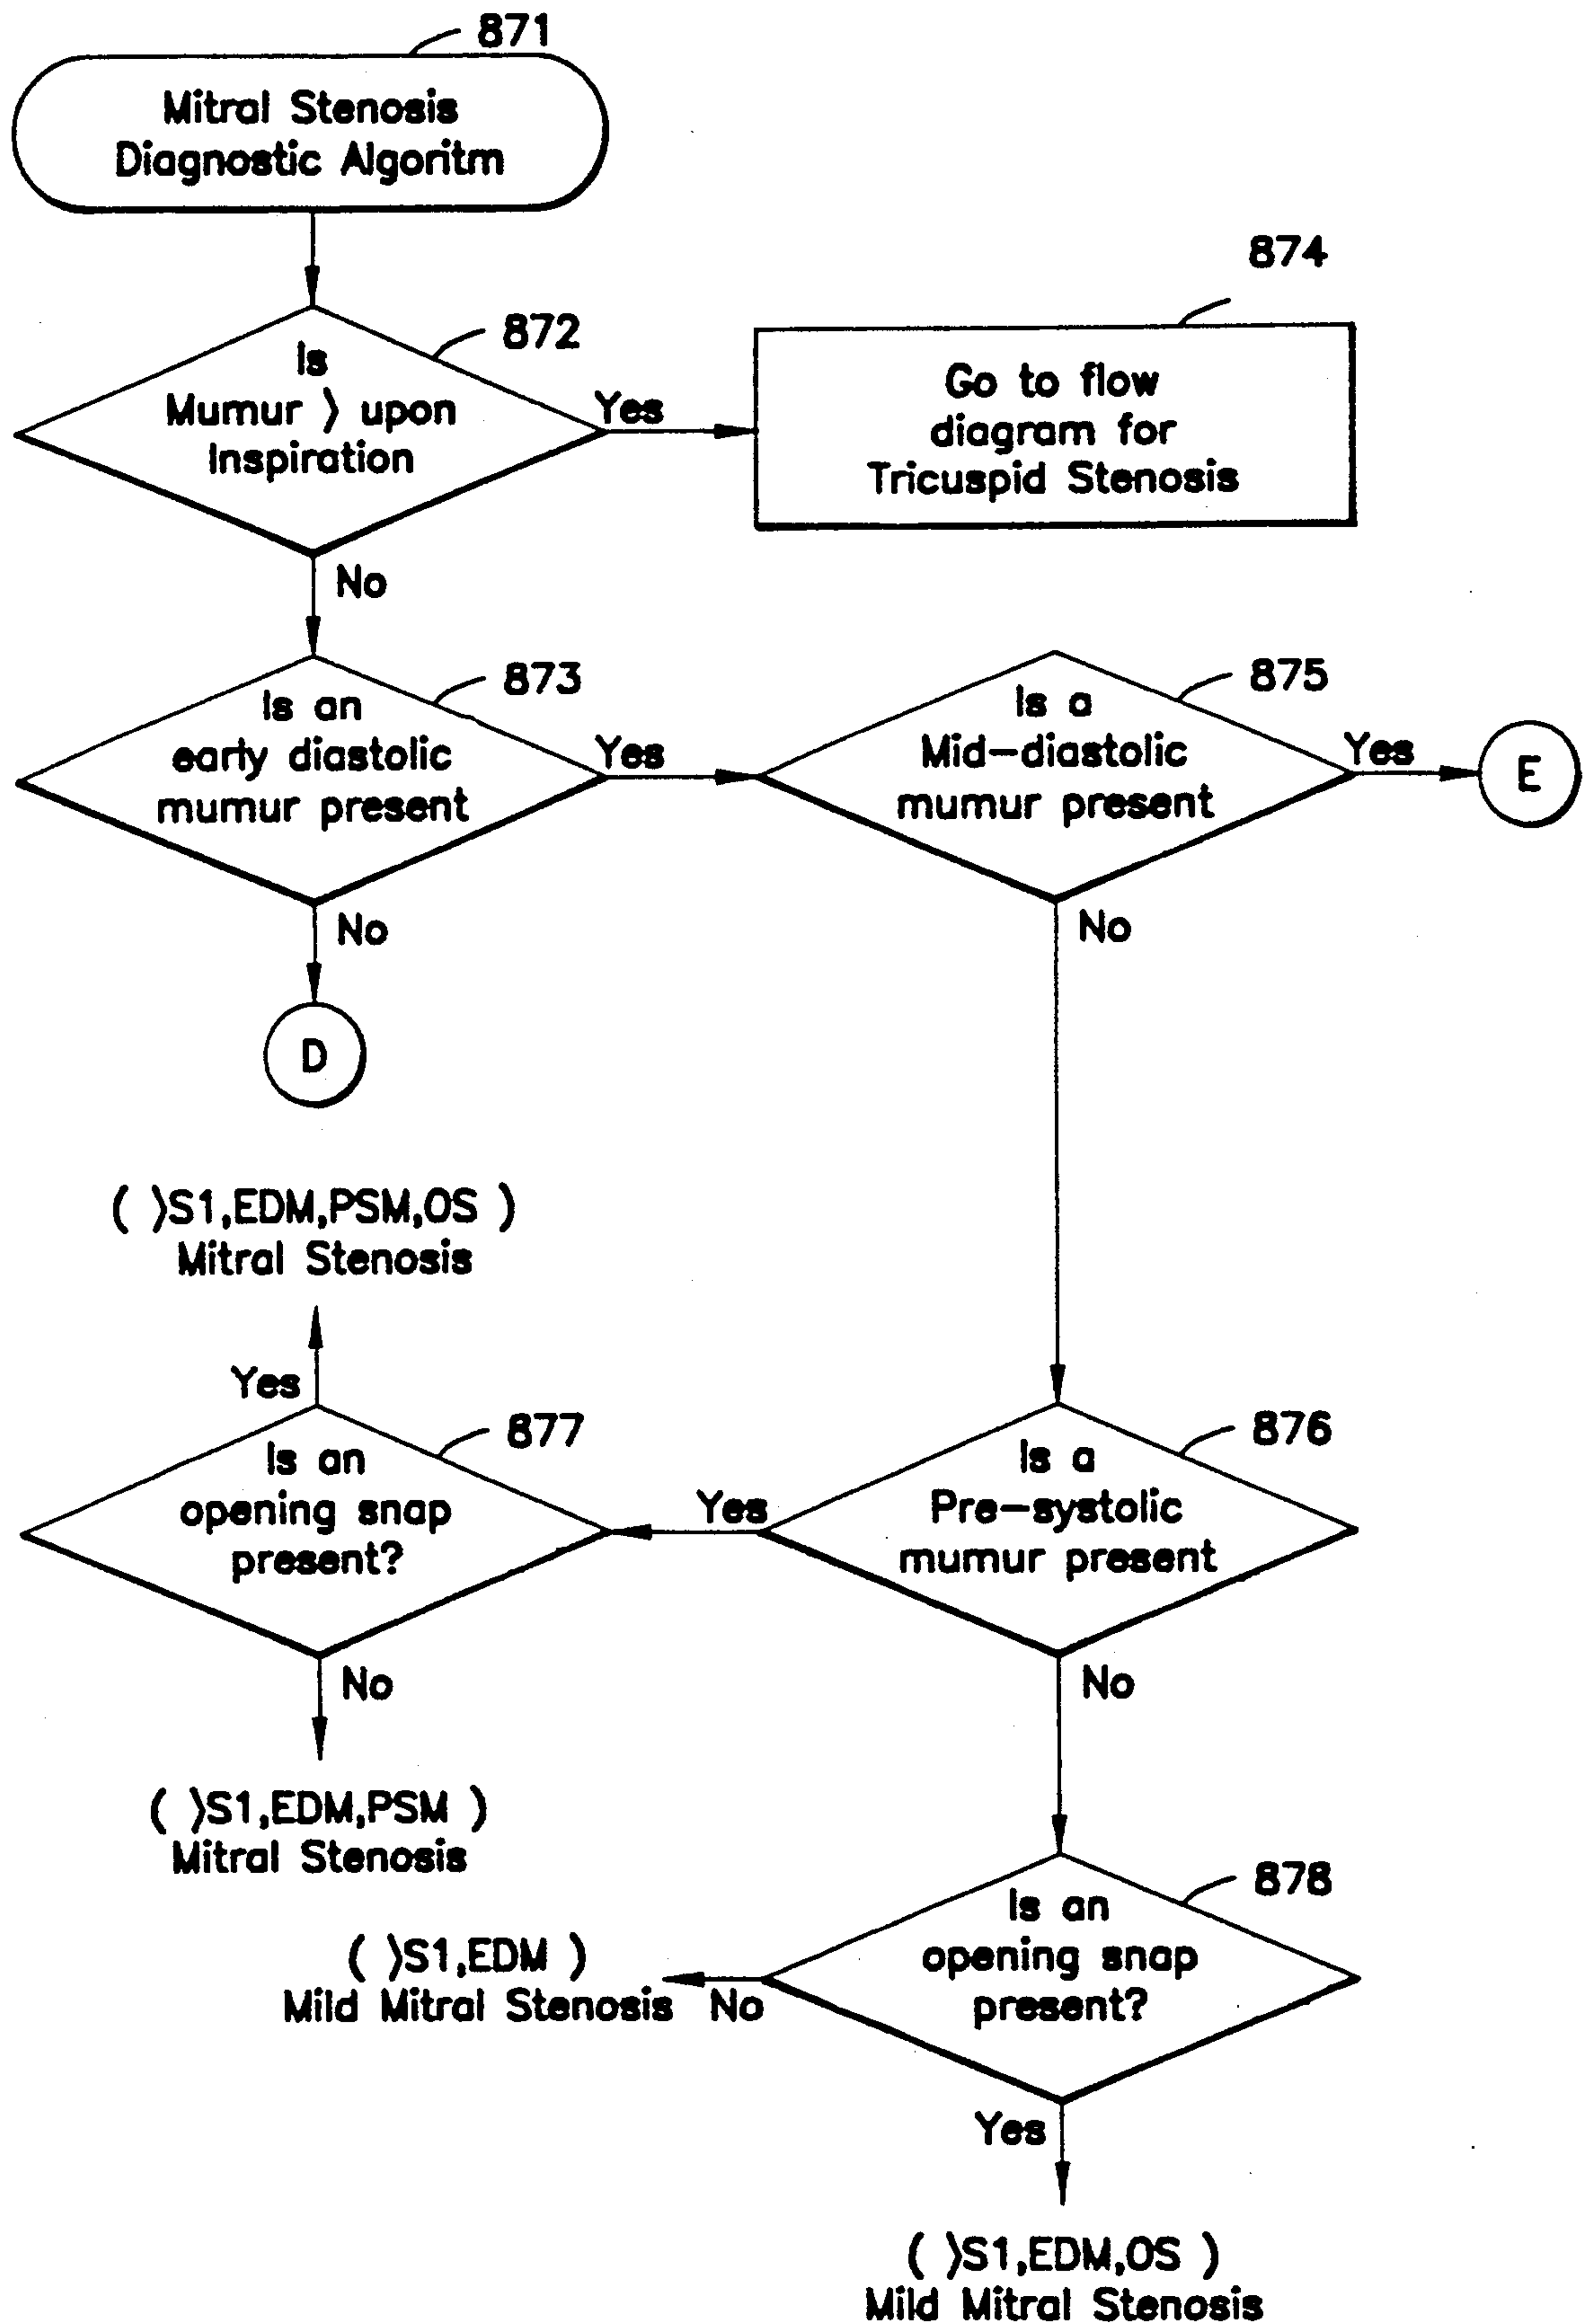 871
Mitral Stenosis
Diagnostic Algoritm
872
Is
Mumur > upon
Inspiration
Yes
874
Go to flow
diagram for
Tricuspid Stenosis
No
873
Is an
early diastolic
mumur present
Yes
875
Is a
Mid-diastolic
mumur present
Yes
E
No
D
No
( >S1,EDM,PSM,OS )
Mitral Stenosis
Yes
877
Is an
opening snap
present?
Yes
876
Is a
Pre-systolic
mumur present
No
( >S1,EDM,PSM )
Mitral Stenosis
No
878
Is an
opening snap
present?
( >S1,EDM )
Mild Mitral Stenosis
No
Yes
( >S1,EDM,OS )
Mild Mitral Stenosis